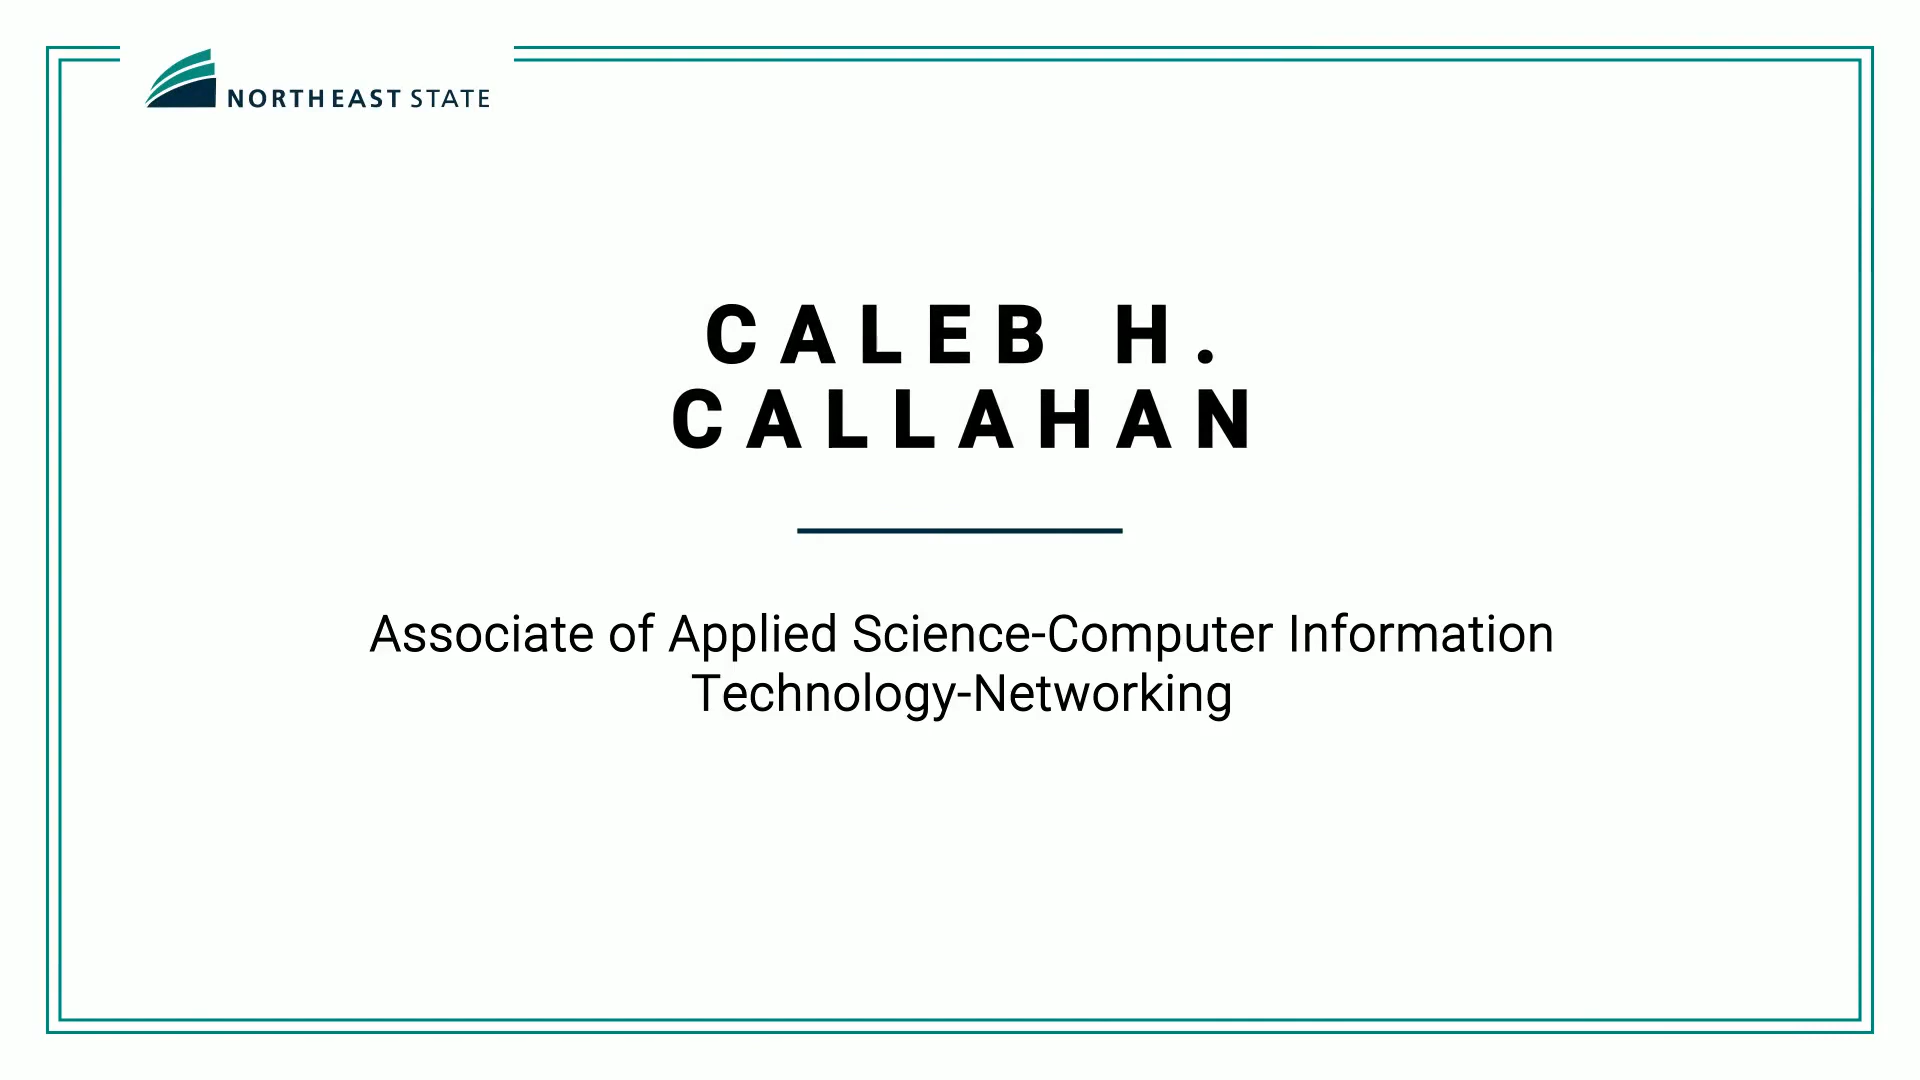 NORTHEAST STATE
CALEB H.
CALLAHAN
Associate of Applied Science-Computer Information
Technology-Networking